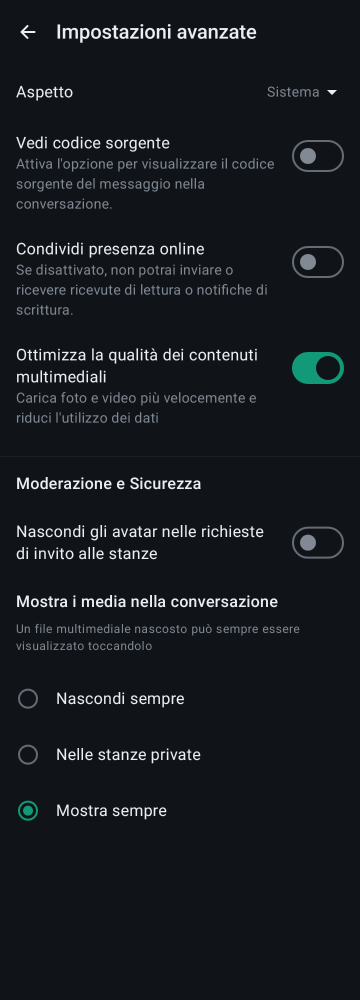 Impostazioni avanzate
Aspetto
Sistema
Vedi codice sorgente
Attiva l'opzione per visualizzare il codice
sorgente del messaggio nella
conversazione.
Condividi presenza online
Se disattivato, non potrai inviare o
ricevere ricevute di lettura o notifiche di
scrittura.
Ottimizza la qualità dei contenuti
multimediali
Carica foto e video più velocemente e
riduci l'utilizzo dei dati
Moderazione e Sicurezza
Nascondi gli avatar nelle richieste
di invito alle stanze
Mostra i media nella conversazione
Un file multimediale nascosto può sempre essere
visualizzato toccandolo
Nascondi sempre
Nelle stanze private
Mostra sempre